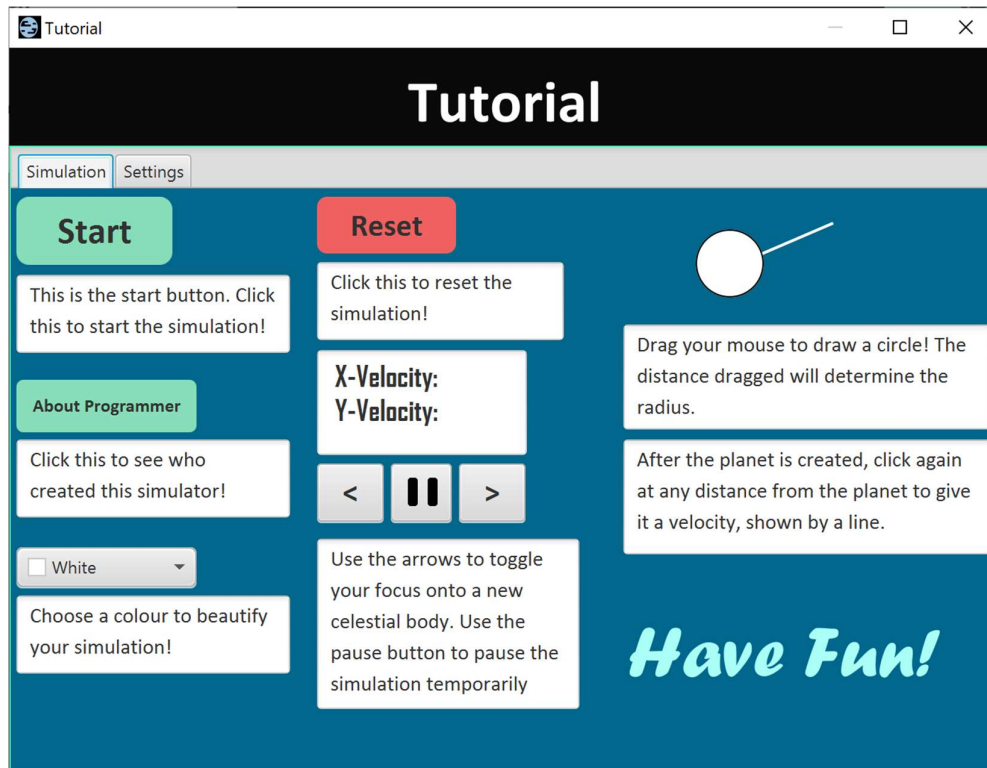 Tutorial
Tutorial
Simulation
Settings
Start
This is the start button. Click
this to start the simulation!
About Programmer
Click this to see who
created this simulator!
White
Choose a colour to beautify
your simulation!
Reset
Click this to reset the
simulation!
X-Velocity:
Y-Velocity:
<
>
Use the arrows to toggle
your focus onto a new
celestial body. Use the
pause button to pause the
simulation temporarily
Drag your mouse to draw a circle! The
distance dragged will determine the
radius.
After the planet is created, click again
at any distance from the planet to give
it a velocity, shown by a line.
Have Fun!